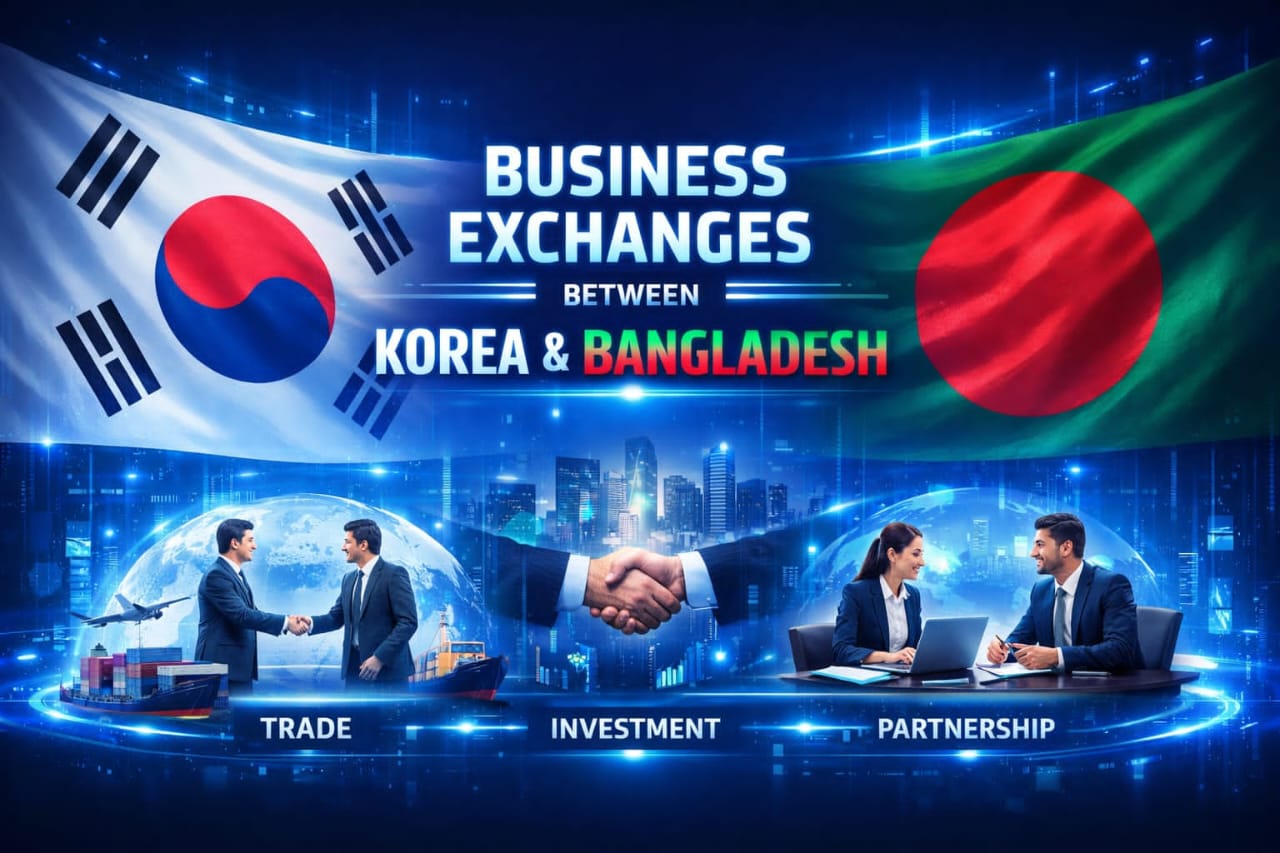 BUSINESS
EXCHANGES
BETWEEN
KOREA & BANGLADESH
TRADE
INVESTMENT
PARTNERSHIP